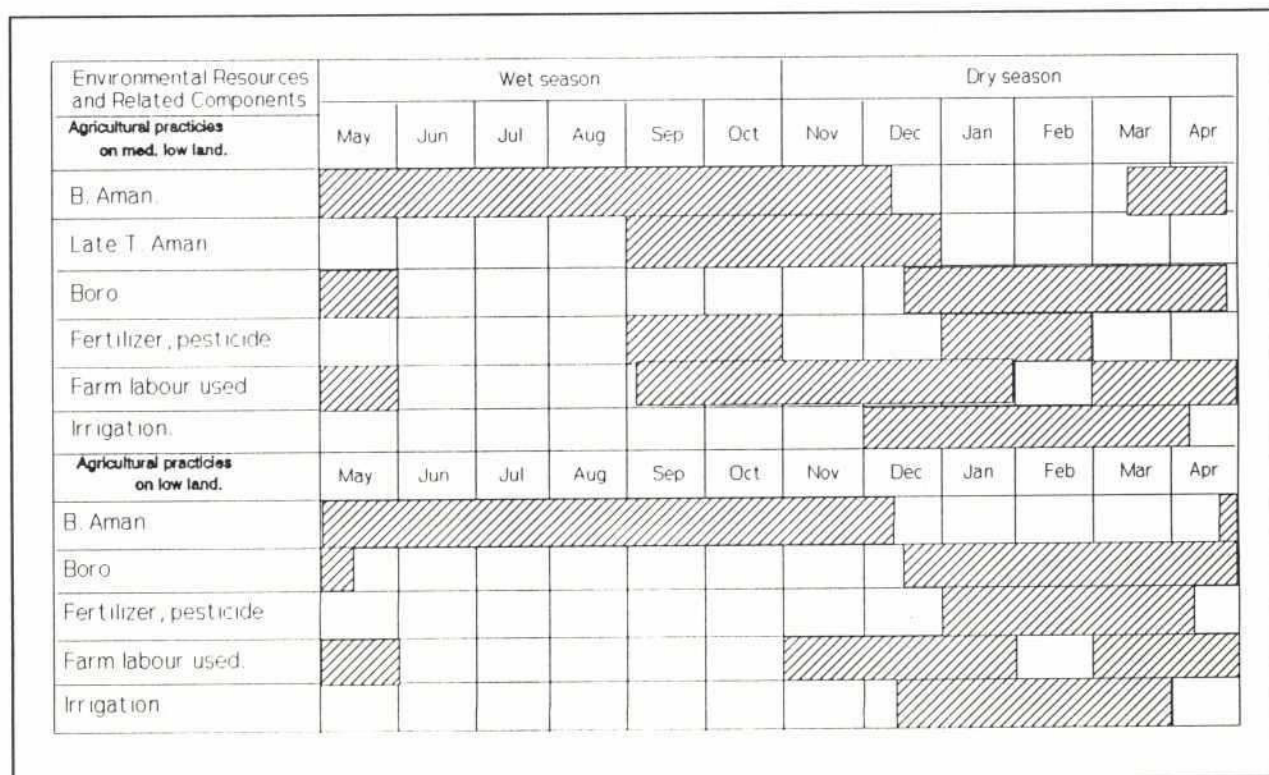 Environmental Resources
and Related Components
Wet season
Dry season
Agricultural practicies
on med. low land.
May Jun Jul Aug Sep Oct Nov Dec Jan Feb Mar Apr
B. Aman.
Late T. Aman
Boro
Fertilizer, pesticide
Farm labour used
Irrigation.
Agricultural practicies
on low land.
May Jun Jul Aug Sep Oct Nov Dec Jan Feb Mar Apr
B. Aman
Boro
Fertilizer, pesticide
Farm labour used.
Irrigation